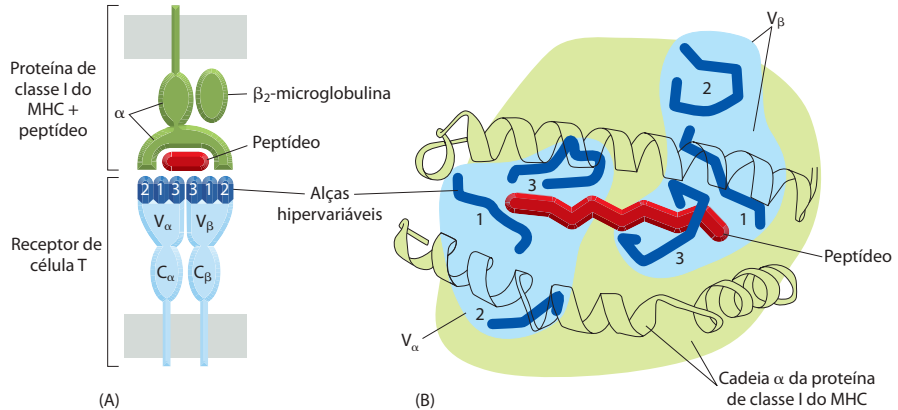 Proteína de
classe I do
MHC +
peptídeo
α
β2-microglobulina
Peptídeo
2 1 3 3 1 2
Alças
hipervariáveis
Vα Vβ
Receptor de
célula T
Cα Cβ
(A)
Vβ
2
3
1
1
3
Peptídeo
2
Vα
Cadeia α da proteína
de classe I do MHC
(B)